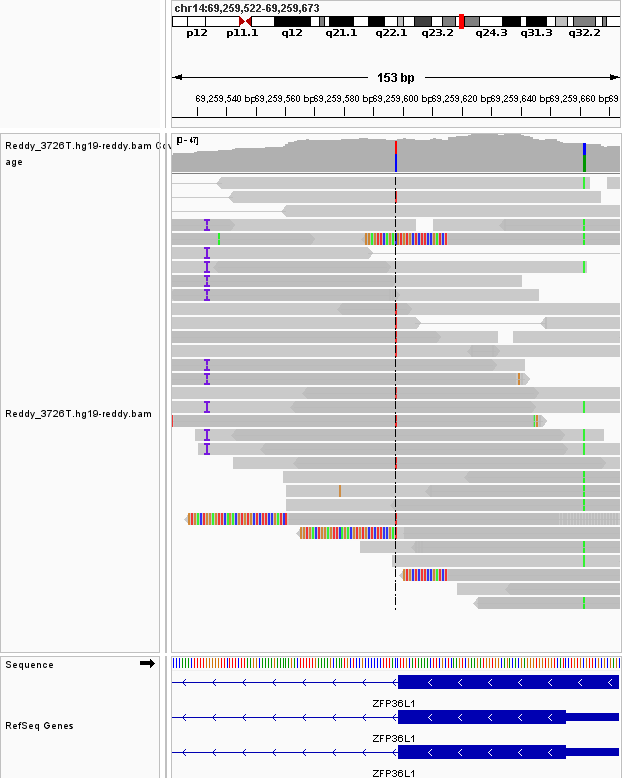 chr14:69,259,522-69,259,673
p12 p11.1 q12 q21.1 q22.1 q23.2 q24.3 q31.3 q32.2
153 bp
69,259,540 bp 69,259,560 bp 69,259,580 bp 69,259,600 bp 69,259,620 bp 69,259,640 bp 69,259,660 bp 69
Reddy_3726T.hg19-reddy.bam Cov
age
[0 - 47]
Reddy_3726T.hg19-reddy.bam
Sequence
ZFP36L1
RefSeq Genes
ZFP36L1
ZFP36L1